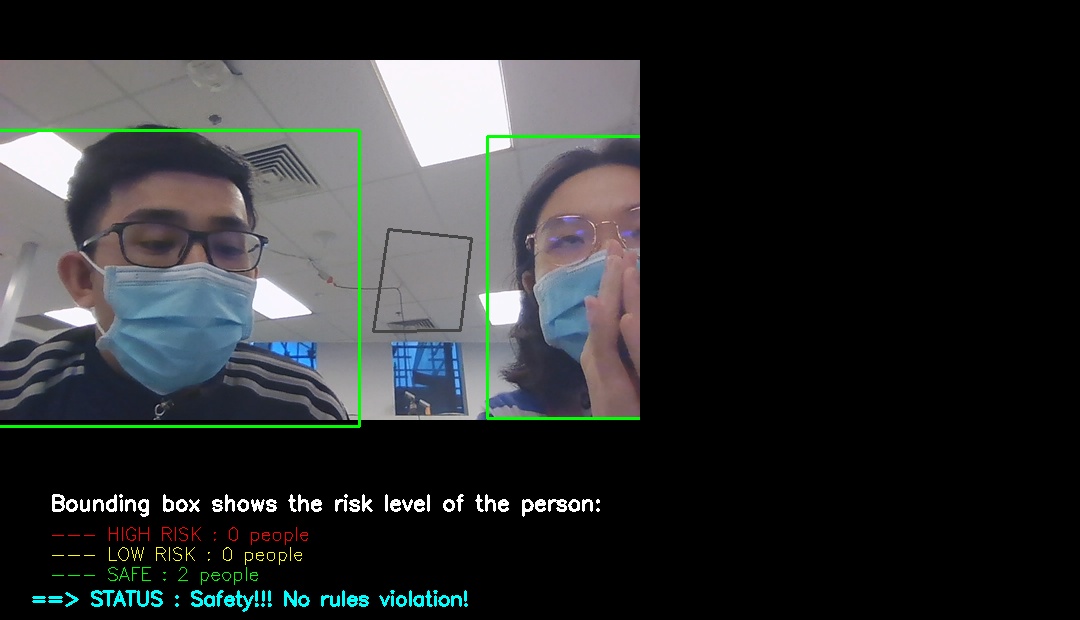 Bounding box shows the risk level of the person:
--- HIGH RISK : 0 people
--- LOW RISK : 0 people
--- SAFE : 2 people
==> STATUS : Safety!!! No rules violation!